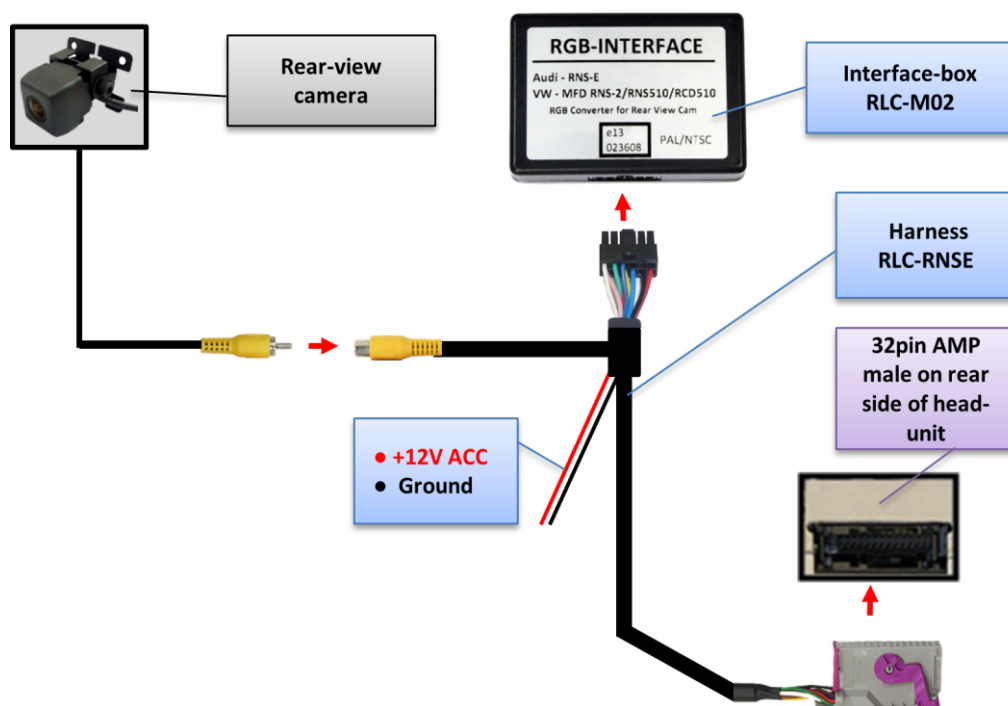 Rear-view
camera
RGB-INTERFACE
Audi - RNS-E
VW - MFD RNS-2/RNS510/RCD510
RGB Converter for Rear View Cam
e13
023608
PAL/NTSC
Interface-box
RLC-M02
Harness
RLC-RNSE
32pin AMP
male on rear
side of head-
unit
+12V ACC
Ground